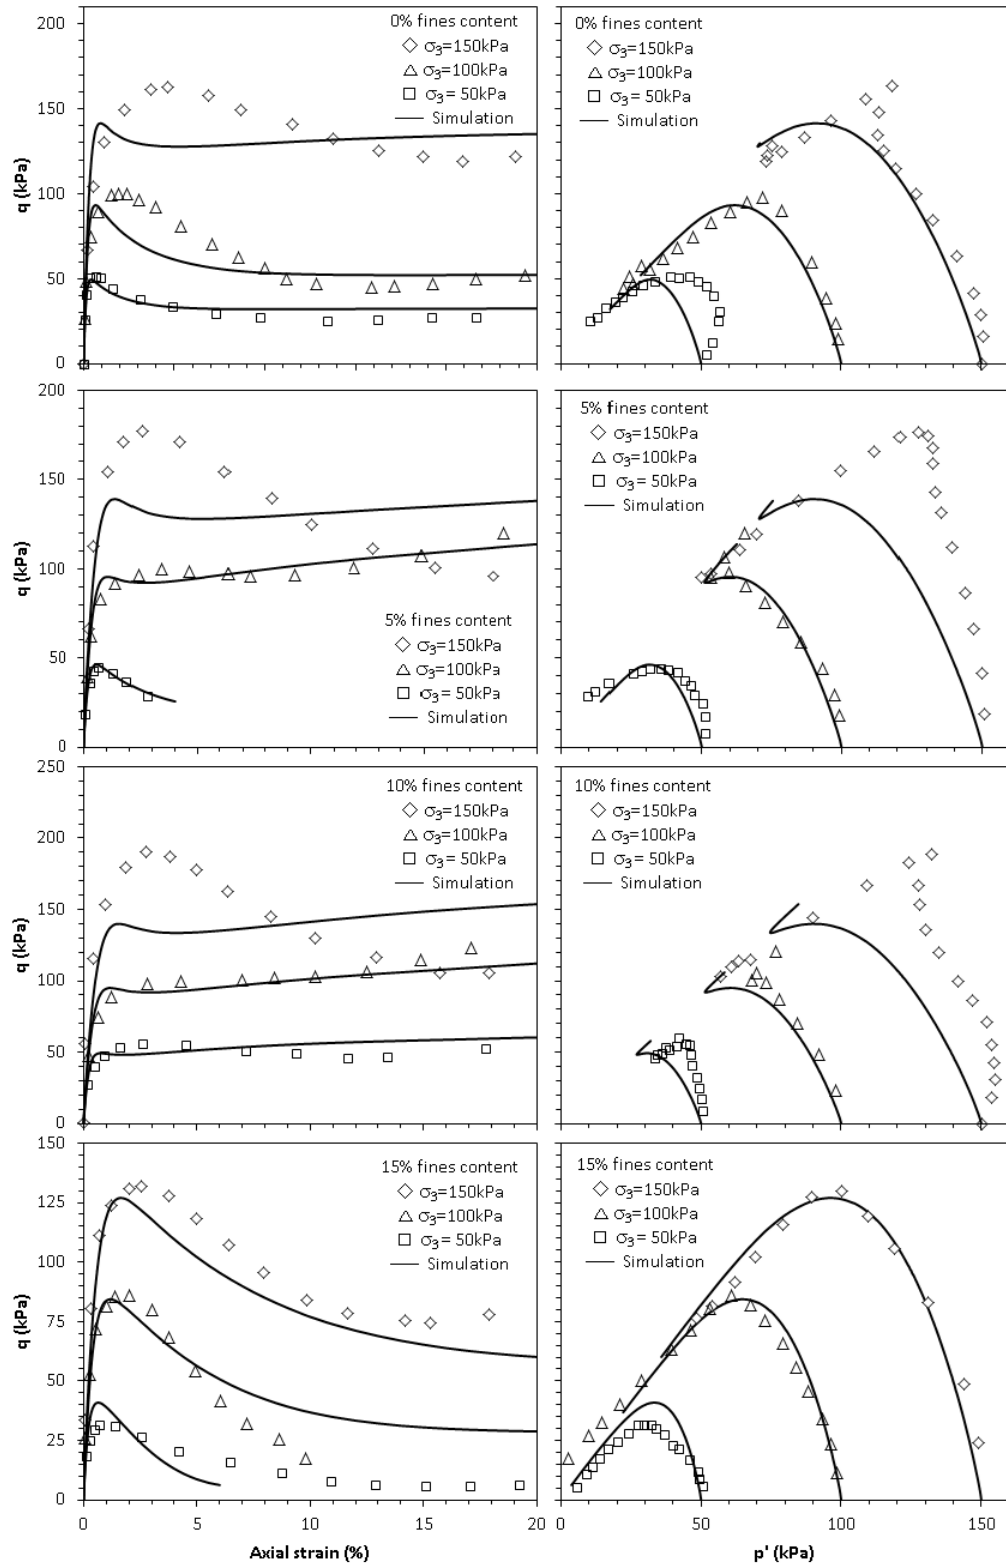 0% fines content
σ3=150kPa
σ3=100kPa
σ3= 50kPa
Simulation
200
150
100
50
0
q (kPa)
0% fines content
σ3=150kPa
σ3=100kPa
σ3= 50kPa
Simulation
5% fines content
σ3=150kPa
σ3=100kPa
σ3= 50kPa
Simulation
200
150
100
50
0
q (kPa)
5% fines content
σ3=150kPa
σ3=100kPa
σ3= 50kPa
Simulation
10% fines content
σ3=150kPa
σ3=100kPa
σ3= 50kPa
Simulation
250
200
150
100
50
0
q (kPa)
10% fines content
σ3=150kPa
σ3=100kPa
σ3= 50kPa
Simulation
15% fines content
σ3=150kPa
σ3=100kPa
σ3= 50kPa
Simulation
150
125
100
75
50
25
0
q (kPa)
0 5 10 15 20
Axial strain (%)
15% fines content
σ3=150kPa
σ3=100kPa
σ3= 50kPa
Simulation
0 50 100 150
p' (kPa)